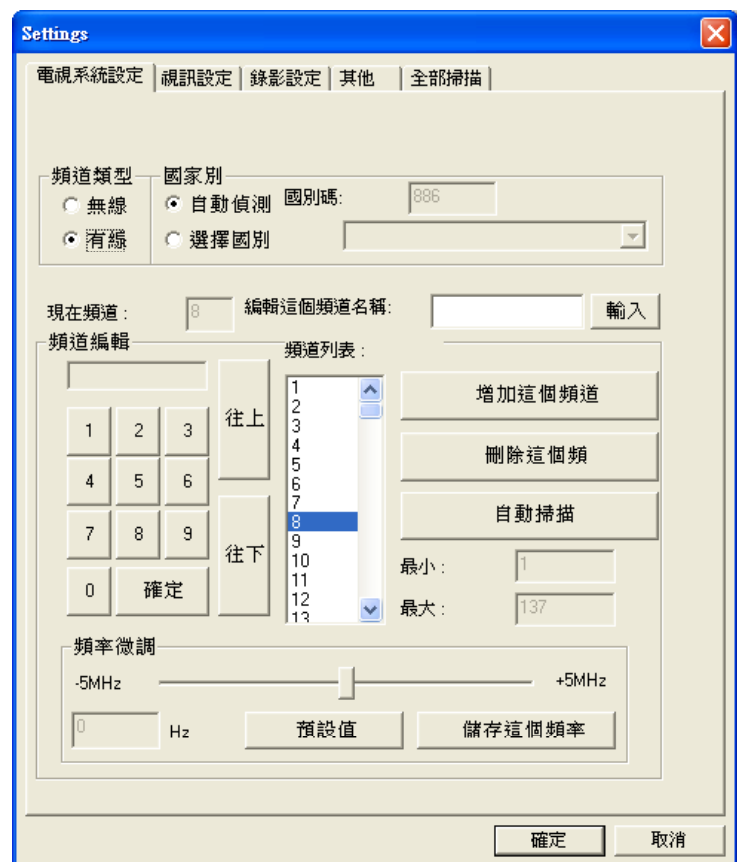 Settings
電視系統設定 視訊設定 錄影設定 其他 全部掃描
頻道類型 國家別
無線 自動偵測 國別碼: 886
有線 選擇國別
現在頻道 : 8 編輯這個頻道名稱: 輸入
頻道編輯 頻道列表 :
往上
往下
1 2 3
4 5 6
7 8 9
0 確定
1
2
3
4
5
6
7
8
9
10
11
12
13
增加這個頻道
刪除這個頻
自動掃描
最小 : 1
最大 : 137
頻率微調
-5MHz +5MHz
0 Hz 預設值 儲存這個頻率
確定 取消